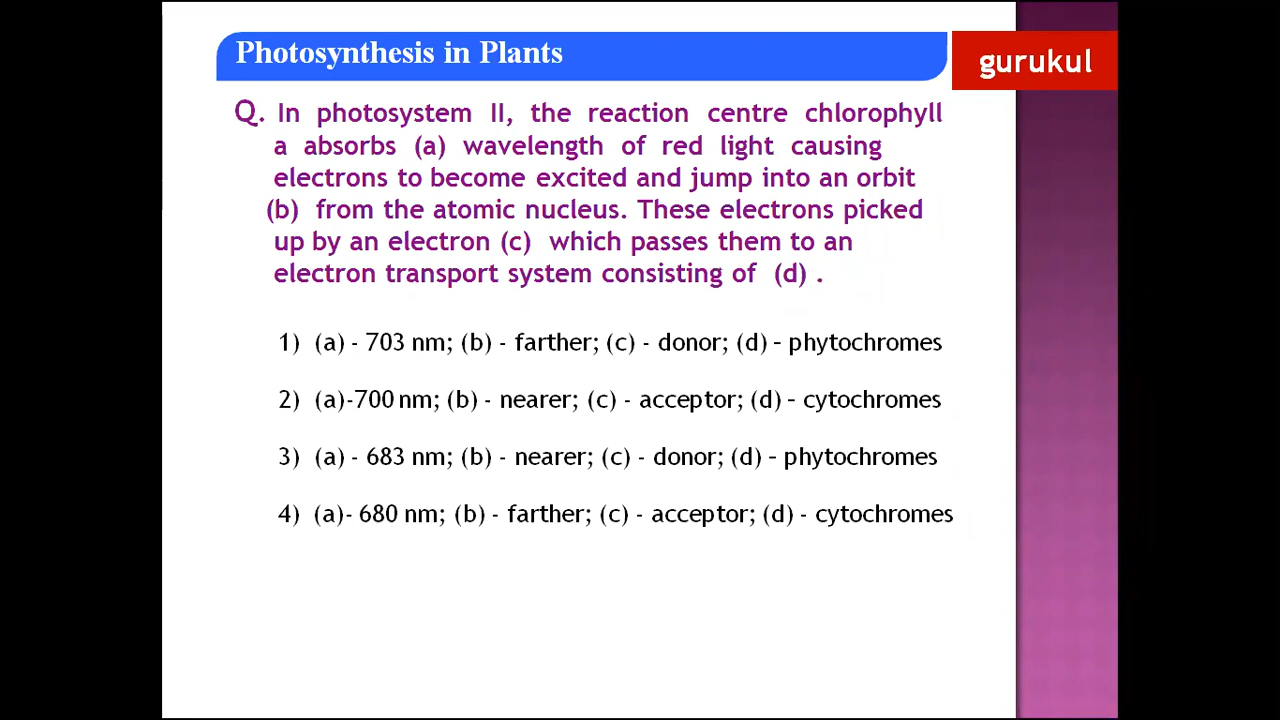 Photosynthesis in Plants
gurukul
Q. In photosystem II, the reaction centre chlorophyll
a absorbs (a) wavelength of red light causing
electrons to become excited and jump into an orbit
(b) from the atomic nucleus. These electrons picked
up by an electron (c) which passes them to an
electron transport system consisting of (d) .
1) (a) - 703 nm; (b) - farther; (c) - donor; (d) - phytochromes
2) (a)-700 nm; (b) - nearer; (c) - acceptor; (d) - cytochromes
3) (a) - 683 nm; (b) - nearer; (c) - donor; (d) - phytochromes
4) (a)- 680 nm; (b) - farther; (c) - acceptor; (d) - cytochromes